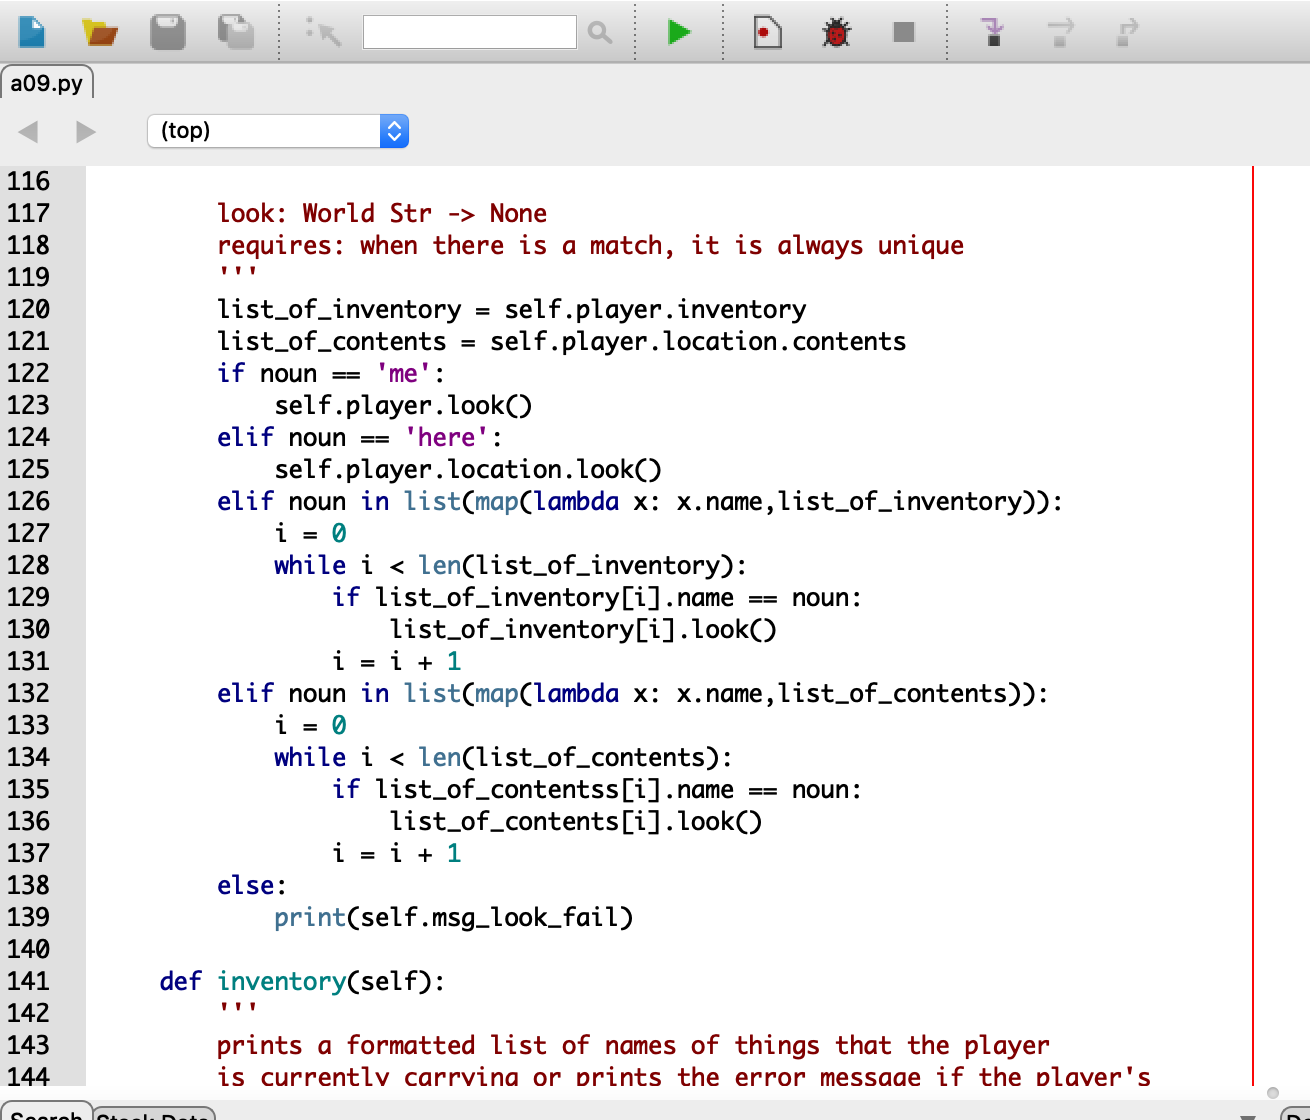 a09.py
(top)
116
117 look: World Str -> None
118 requires: when there is a match, it is always unique
119 '''
120 list_of_inventory = self.player.inventory
121 list_of_contents = self.player.location.contents
122 if noun == 'me':
123 self.player.look()
124 elif noun == 'here':
125 self.player.location.look()
126 elif noun in list(map(lambda x: x.name,list_of_inventory)):
127 i = 0
128 while i < len(list_of_inventory):
129 if list_of_inventory[i].name == noun:
130 list_of_inventory[i].look()
131 i = i + 1
132 elif noun in list(map(lambda x: x.name,list_of_contents)):
133 i = 0
134 while i < len(list_of_contents):
135 if list_of_contentss[i].name == noun:
136 list_of_contents[i].look()
137 i = i + 1
138 else:
139 print(self.msg_look_fail)
140
141 def inventory(self):
142 '''
143 prints a formatted list of names of things that the player
144 is currently carrying or prints the error message if the player's
Search Stack Data